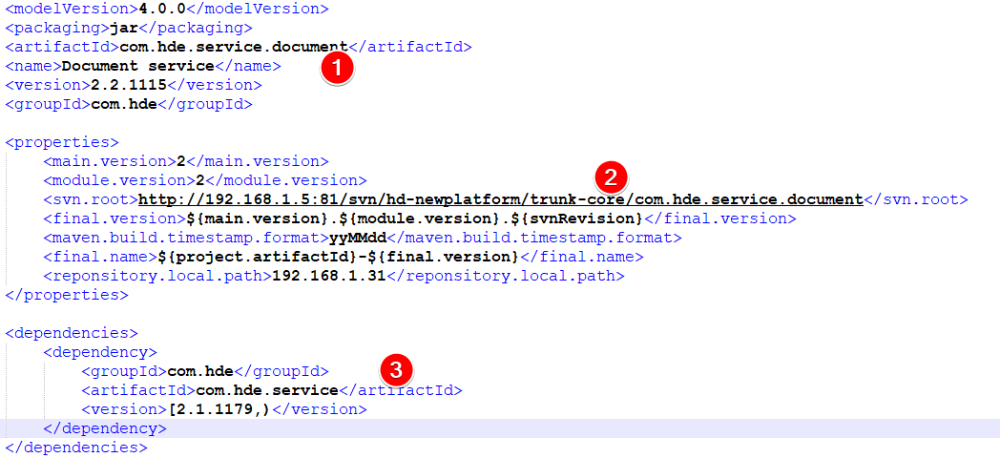 <modelVersion>4.0.0</modelVersion>
<packaging>jar</packaging>
<artifactId>com.hde.service.document</artifactId>
<name>Document service</name>
1
<version>2.2.1115</version>
<groupId>com.hde</groupId>
<properties>
<main.version>2</main.version>
<module.version>2</module.version>
2
<svn.root>http://192.168.1.5:81/svn/hd-newplatform/trunk-core/com.hde.service.document</svn.root>
<final.version>${main.version}.${module.version}.${svnRevision}</final.version>
<maven.build.timestamp.format>yyMMdd</maven.build.timestamp.format>
<final.name>${project.artifactId}-${final.version}</final.name>
<reponsitory.local.path>192.168.1.31</reponsitory.local.path>
</properties>
<dependencies>
<dependency>
<groupId>com.hde</groupId>
3
<artifactId>com.hde.service</artifactId>
<version>[2.1.1179,)</version>
</dependency>
</dependencies>